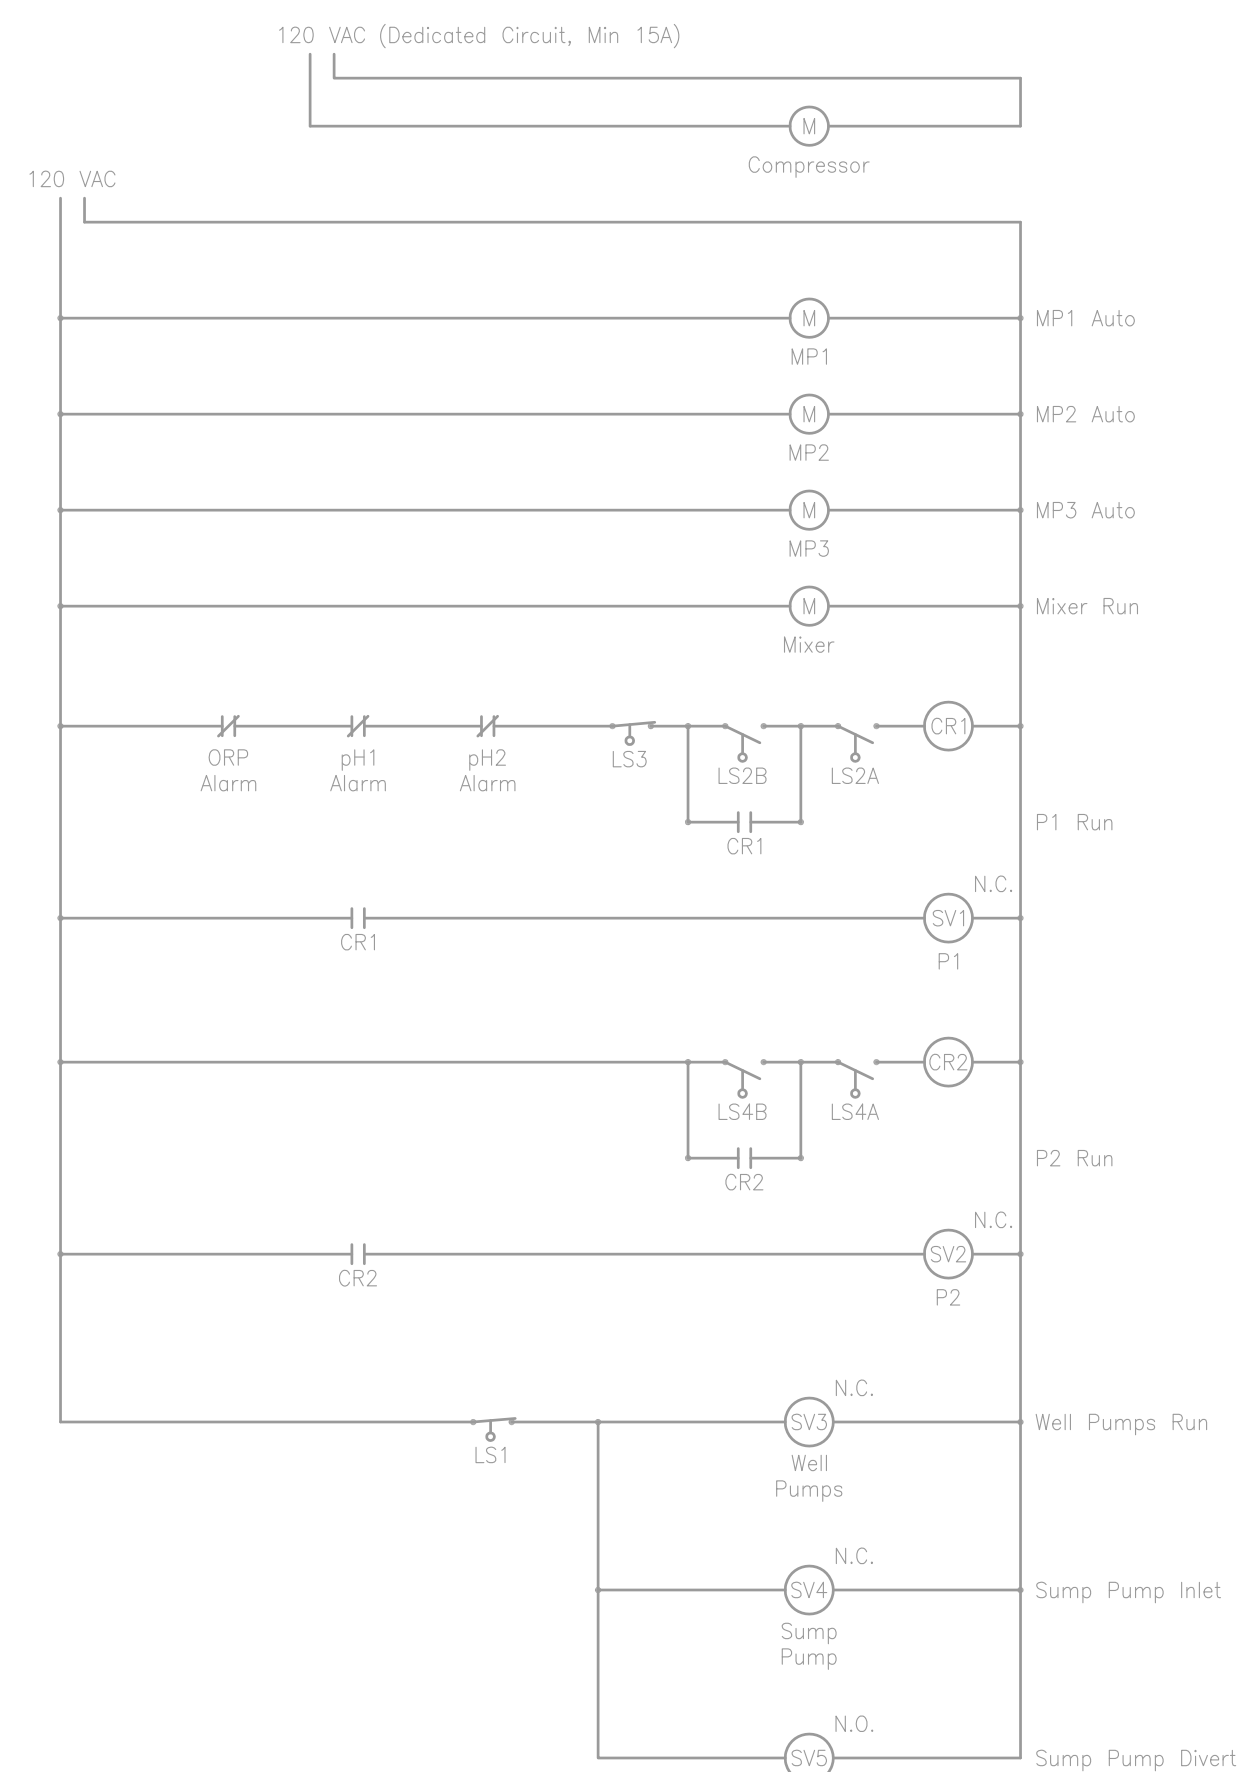 120 VAC (Dedicated Circuit, Min 15A)
M
Compressor
120 VAC
M MP1 Auto
MP1
M MP2 Auto
MP2
M MP3 Auto
MP3
M Mixer Run
Mixer
CR1
ORP pH1 pH2 LS3 LS2B LS2A
Alarm Alarm Alarm
P1 Run
CR1
N.C.
SV1
CR1
P1
CR2
LS4B LS4A
P2 Run
CR2
N.C.
SV2
CR2
P2
N.C.
SV3 Well Pumps Run
LS1 Well
Pumps
N.C.
SV4 Sump Pump Inlet
Sump
Pump
N.O.
SV5 Sump Pump Divert